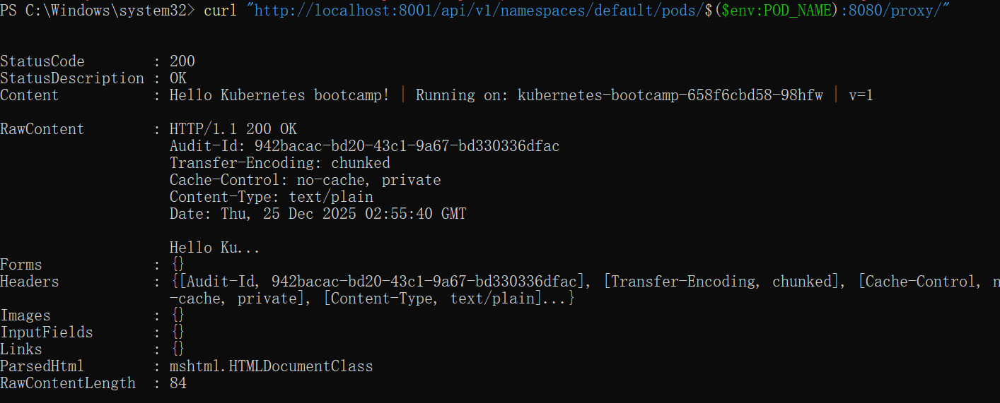 PS C:\Windows\system32> curl "http://localhost:8001/api/v1/namespaces/default/pods/$($env:POD_NAME):8080/proxy/"
StatusCode        : 200
StatusDescription : OK
Content           : Hello Kubernetes bootcamp! | Running on: kubernetes-bootcamp-658f6cbd58-98hfw | v=1
RawContent        : HTTP/1.1 200 OK
                    Audit-Id: 942bacac-bd20-43c1-9a67-bd330336dfac
                    Transfer-Encoding: chunked
                    Cache-Control: no-cache, private
                    Content-Type: text/plain
                    Date: Thu, 25 Dec 2025 02:55:40 GMT
                    Hello Ku...
Forms             : {}
Headers           : {[Audit-Id, 942bacac-bd20-43c1-9a67-bd330336dfac], [Transfer-Encoding, chunked], [Cache-Control, n
                    -cache, private], [Content-Type, text/plain]...}
Images            : {}
InputFields       : {}
Links             : {}
ParsedHtml        : mshtml.HTMLDocumentClass
RawContentLength  : 84